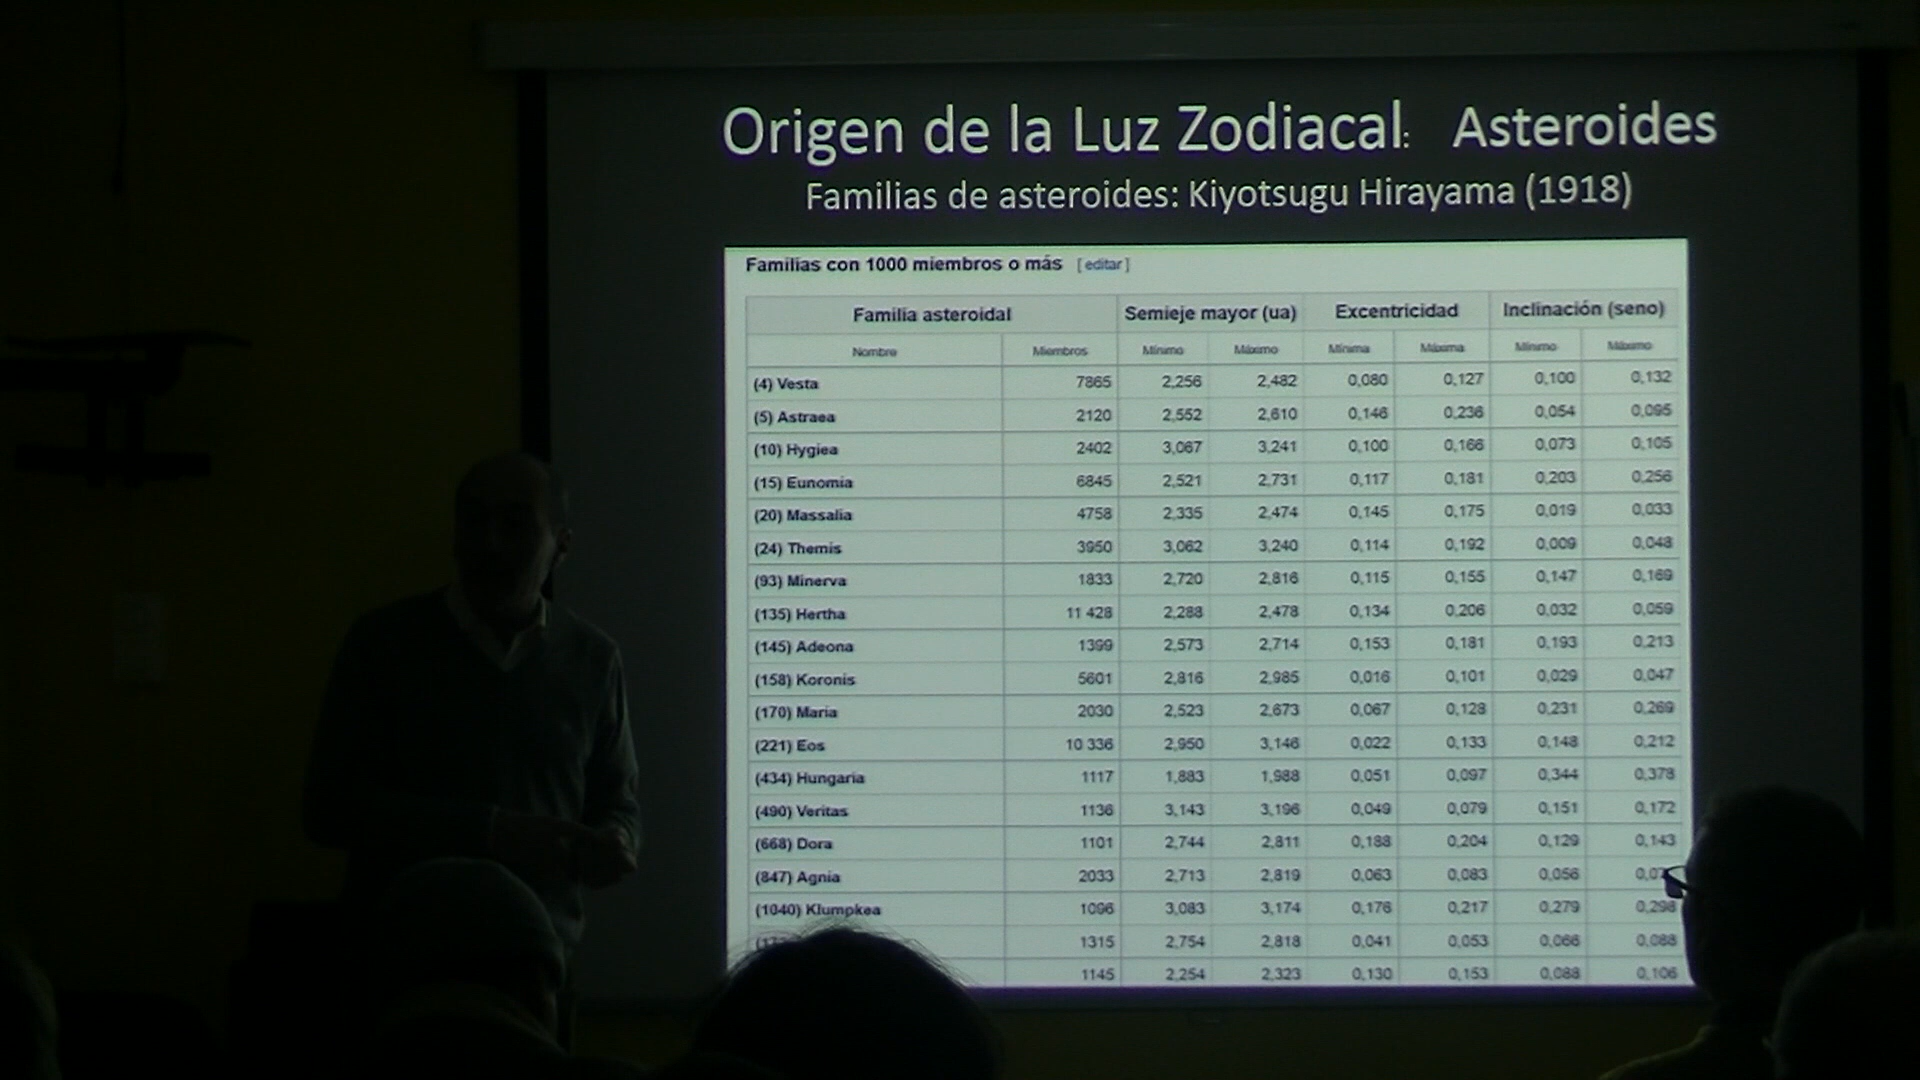 Origen de la Luz Zodiacal: Asteroides
Familias de asteroides: Kiyotsugu Hirayama (1918)
Familias con 1000 miembros o más [editar]
Familia asteroidal Semieje mayor (ua) Excentricidad Inclinación (seno)
Nombre Miembros Mínimo Máximo Mínima Máxima Mínimo Máximo
(4) Vesta 7865 2,256 2,482 0,080 0,127 0,100 0,132
(5) Astraea 2120 2,552 2,610 0,146 0,236 0,054 0,095
(10) Hygiea 2402 3,067 3,241 0,100 0,166 0,073 0,105
(15) Eunomia 6845 2,521 2,731 0,117 0,181 0,203 0,256
(20) Massalia 4758 2,335 2,474 0,145 0,175 0,019 0,033
(24) Themis 3950 3,062 3,240 0,114 0,192 0,009 0,048
(93) Minerva 1833 2,720 2,816 0,115 0,155 0,147 0,169
(135) Hertha 11 428 2,288 2,478 0,134 0,206 0,032 0,059
(145) Adeona 1399 2,573 2,714 0,153 0,181 0,193 0,213
(158) Koronis 5601 2,816 2,985 0,016 0,101 0,029 0,047
(170) Maria 2030 2,523 2,673 0,067 0,128 0,231 0,269
(221) Eos 10 336 2,950 3,146 0,022 0,133 0,148 0,212
(434) Hungaria 1117 1,883 1,988 0,051 0,097 0,344 0,378
(490) Veritas 1136 3,143 3,196 0,049 0,079 0,151 0,172
(668) Dora 1101 2,744 2,811 0,188 0,204 0,129 0,143
(847) Agnia 2033 2,713 2,819 0,063 0,083 0,056
(1040) Klumpkea 1096 3,083 3,174 0,176 0,217 0,279 0,298
1315 2,754 2,818 0,041 0,053 0,066 0,088
1145 2,254 2,323 0,130 0,153 0,088 0,106